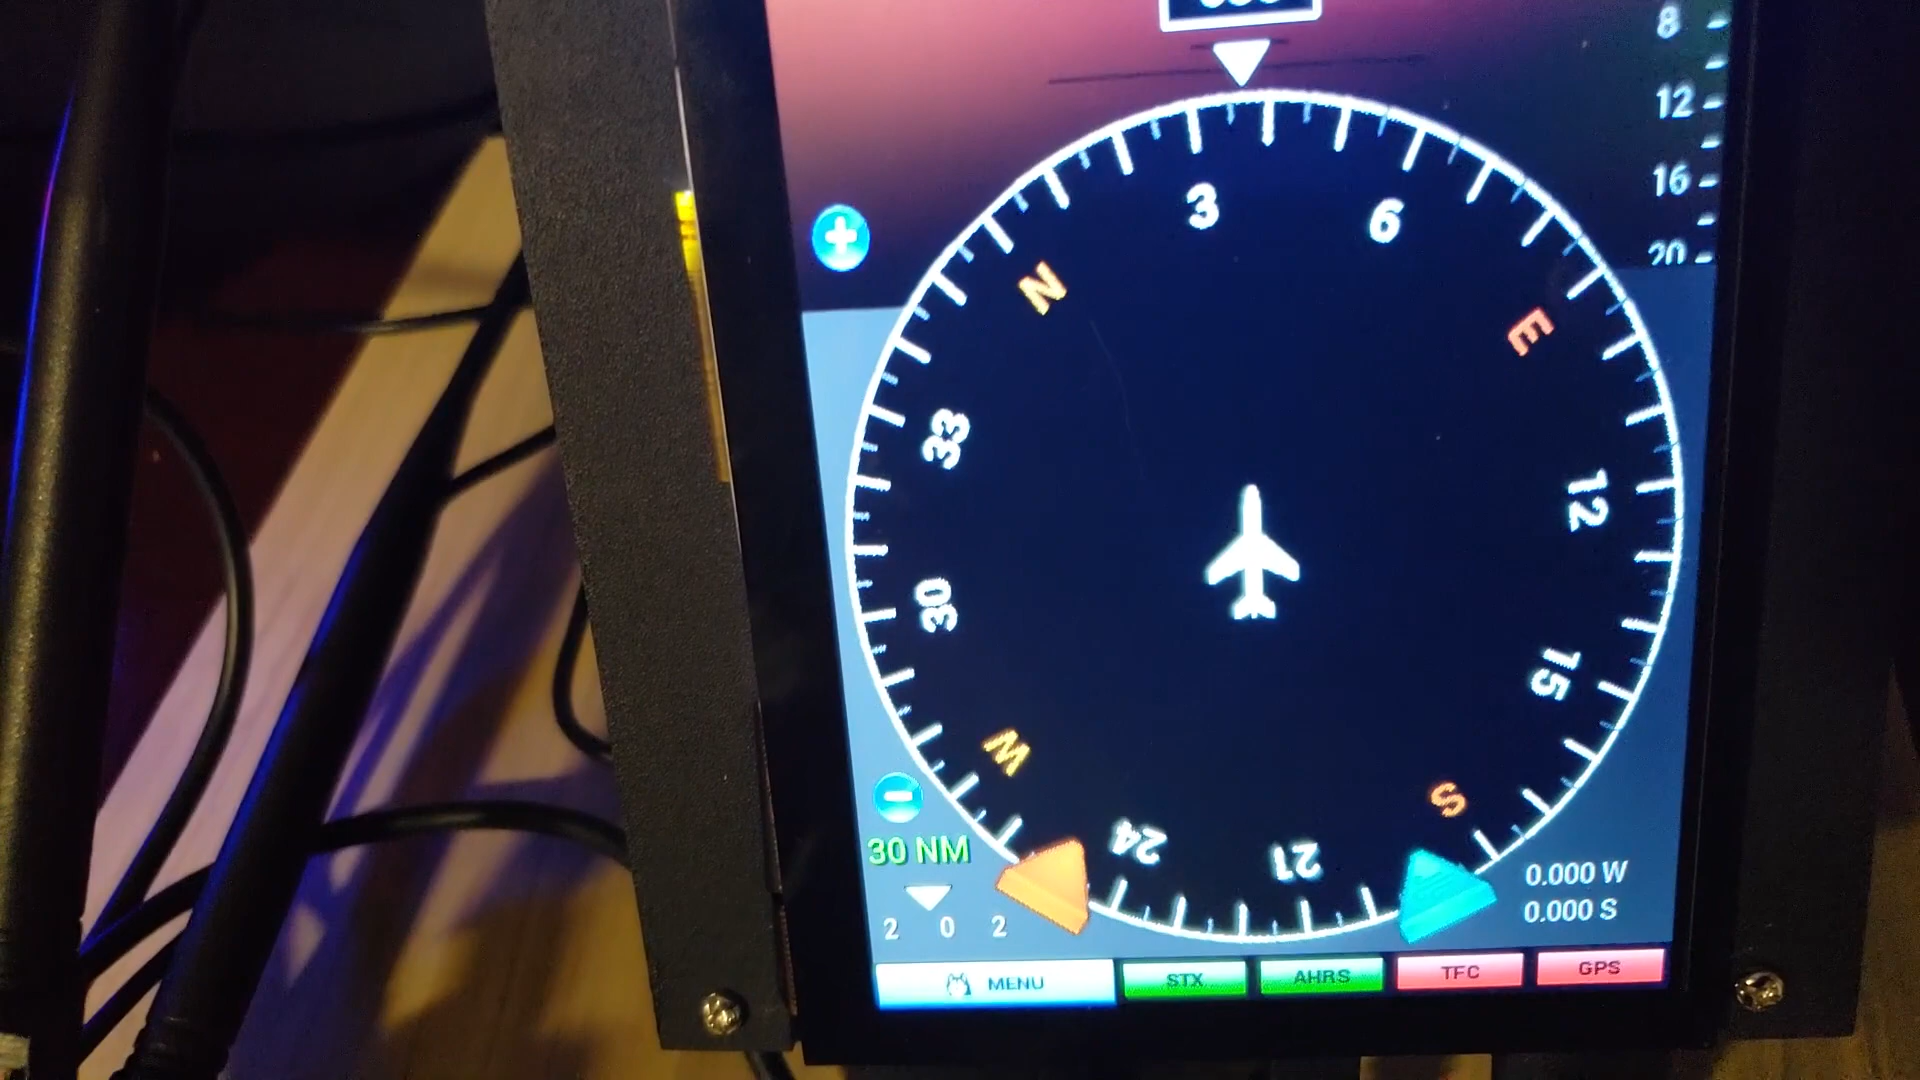 8
12
16
20
3
6
N
E
33
12
30
15
W
S
24
21
30 NM
0.000 W
0.000 S
2 0 2
MENU
STX
AHRS
TFC
GPS